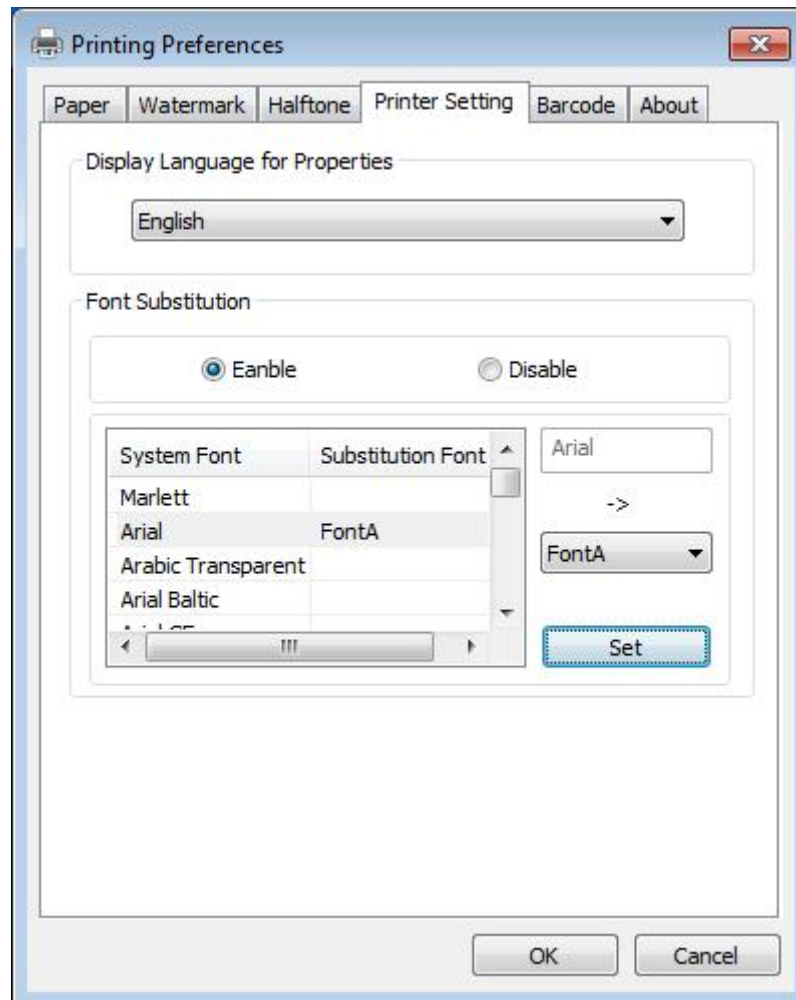 Printing Preferences
Paper Watermark Halftone Printer Setting Barcode About
Display Language for Properties
English
Font Substitution
Eanble Disable
System Font Substitution Font
Marlett
Arial FontA
Arabic Transparent
Arial Baltic
Arial
->
FontA
Set
OK Cancel